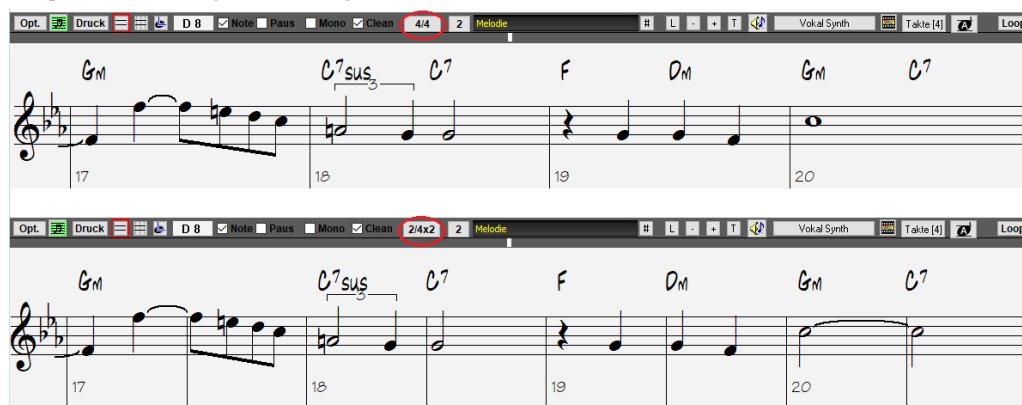 Opt. Druck D 8 Note Paus Mono Clean 4/4 2 Melodie # L - + T Vokal Synth Takte [4] Loop
GM C7sus C7 F DM GM C7
3
17 18 19 20
Opt. Druck D 8 Note Paus Mono Clean 2/4x2 2 Melodie # L - + T Vokal Synth Takte [4] Loop
GM C7sus C7 F DM GM C7
3
17 18 19 20